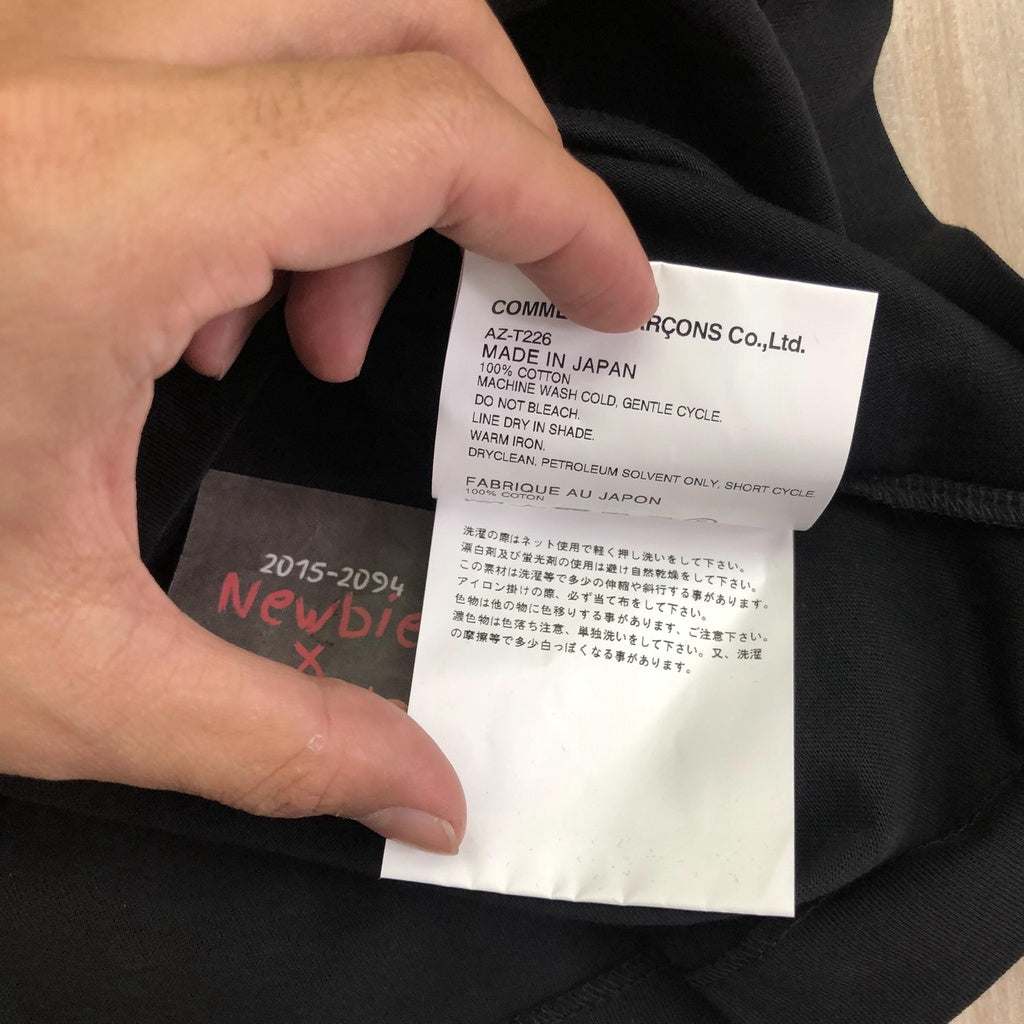 COMME GARÇONS Co.,Ltd.
AZ-T226
MADE IN JAPAN
100% COTTON
MACHINE WASH COLD, GENTLE CYCLE.
DO NOT BLEACH.
LINE DRY IN SHADE.
WARM IRON.
DRYCLEAN, PETROLEUM SOLVENT ONLY, SHORT CYCLE.
FABRIQUE AU JAPON
100% COTON
洗濯の際はネット使用で軽く押し洗いをして下さい。
漂白剤及び蛍光剤の使用は避け自然乾燥をして下さい。
この素材は洗濯等で多少の伸縮や斜行する事があります。
アイロン掛けの際、必ず当て布をして下さい。
色物は他の物に色移りする事があります、ご注意下さい。
濃色物は色落ち注意、単独洗いをして下さい。又、洗濯
の摩擦等で多少白っぽくなる事があります。
2015-2094
Newbie
x